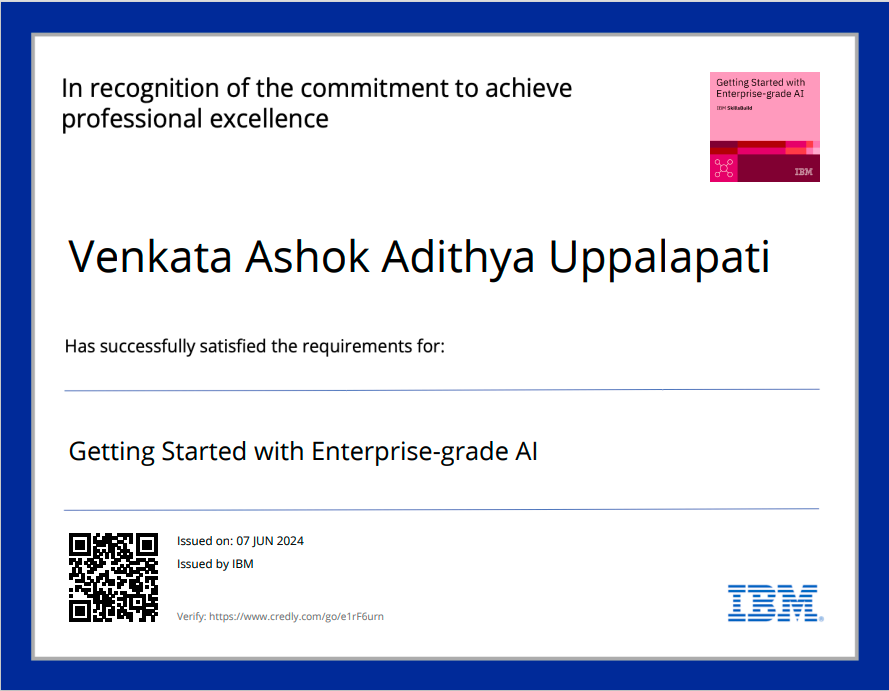 In recognition of the commitment to achieve
professional excellence
Getting Started with
Enterprise-grade AI
IBM SkillsBuild
IBM
Venkata Ashok Adithya Uppalapati
Has successfully satisfied the requirements for:
Getting Started with Enterprise-grade AI
Issued on: 07 JUN 2024
Issued by IBM
Verify: https://www.credly.com/go/e1rF6urn
IBM®